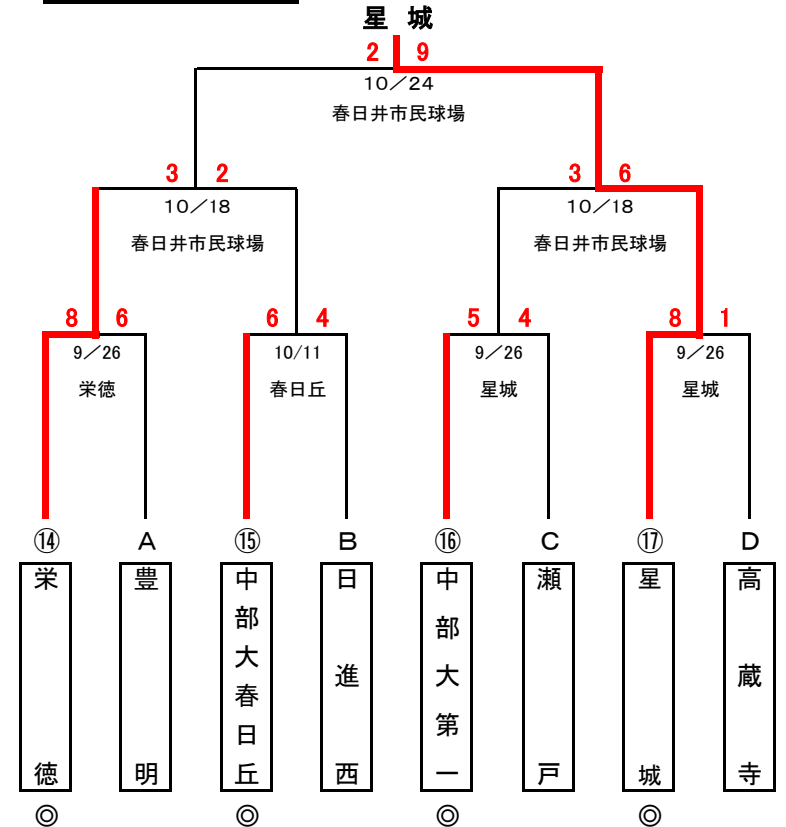 星 城
2 9
10／24
春日井市民球場
3 2
3 6
10／18
10／18
春日井市民球場
春日井市民球場
8 6
6 4
5 4
8 1
9／26
10/11
9／26
9／26
栄徳
春日丘
星城
星城
⑭ A ⑮ B ⑯ C ⑰ D
栄徳
豊明
中部大春日丘
日進西
中部大第一
瀬戸
星城
高蔵寺
◎ ◎ ◎ ◎